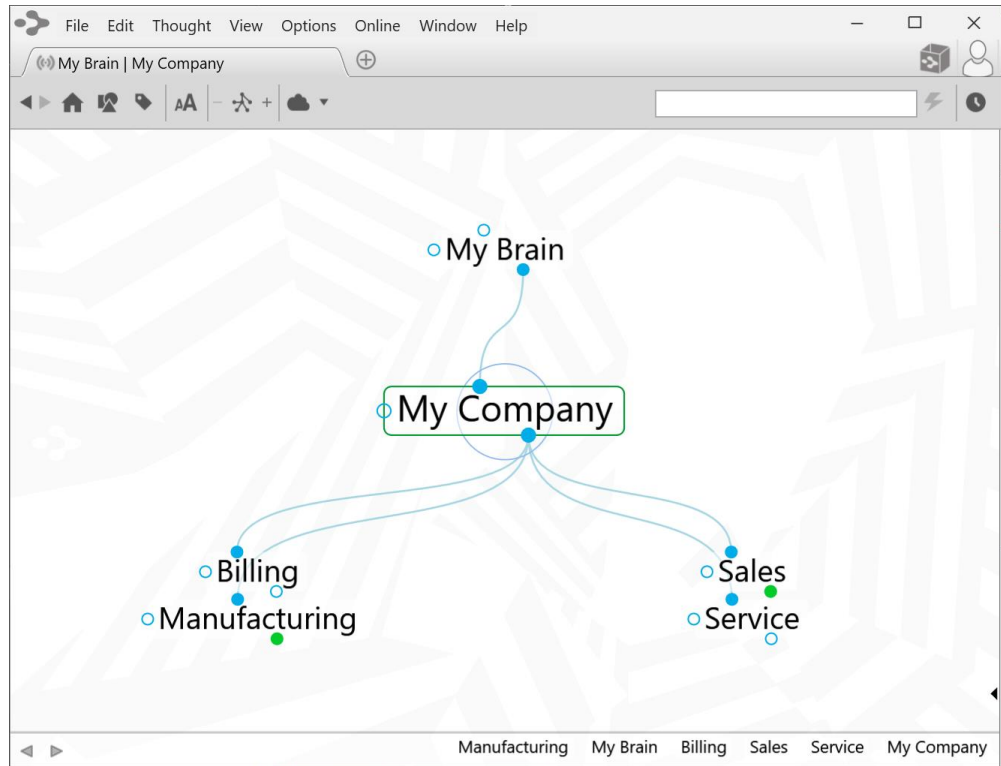 File Edit Thought View Options Online Window Help
My Brain | My Company
AA
My Brain
My Company
Billing
Sales
Manufacturing
Service
Manufacturing My Brain Billing Sales Service My Company